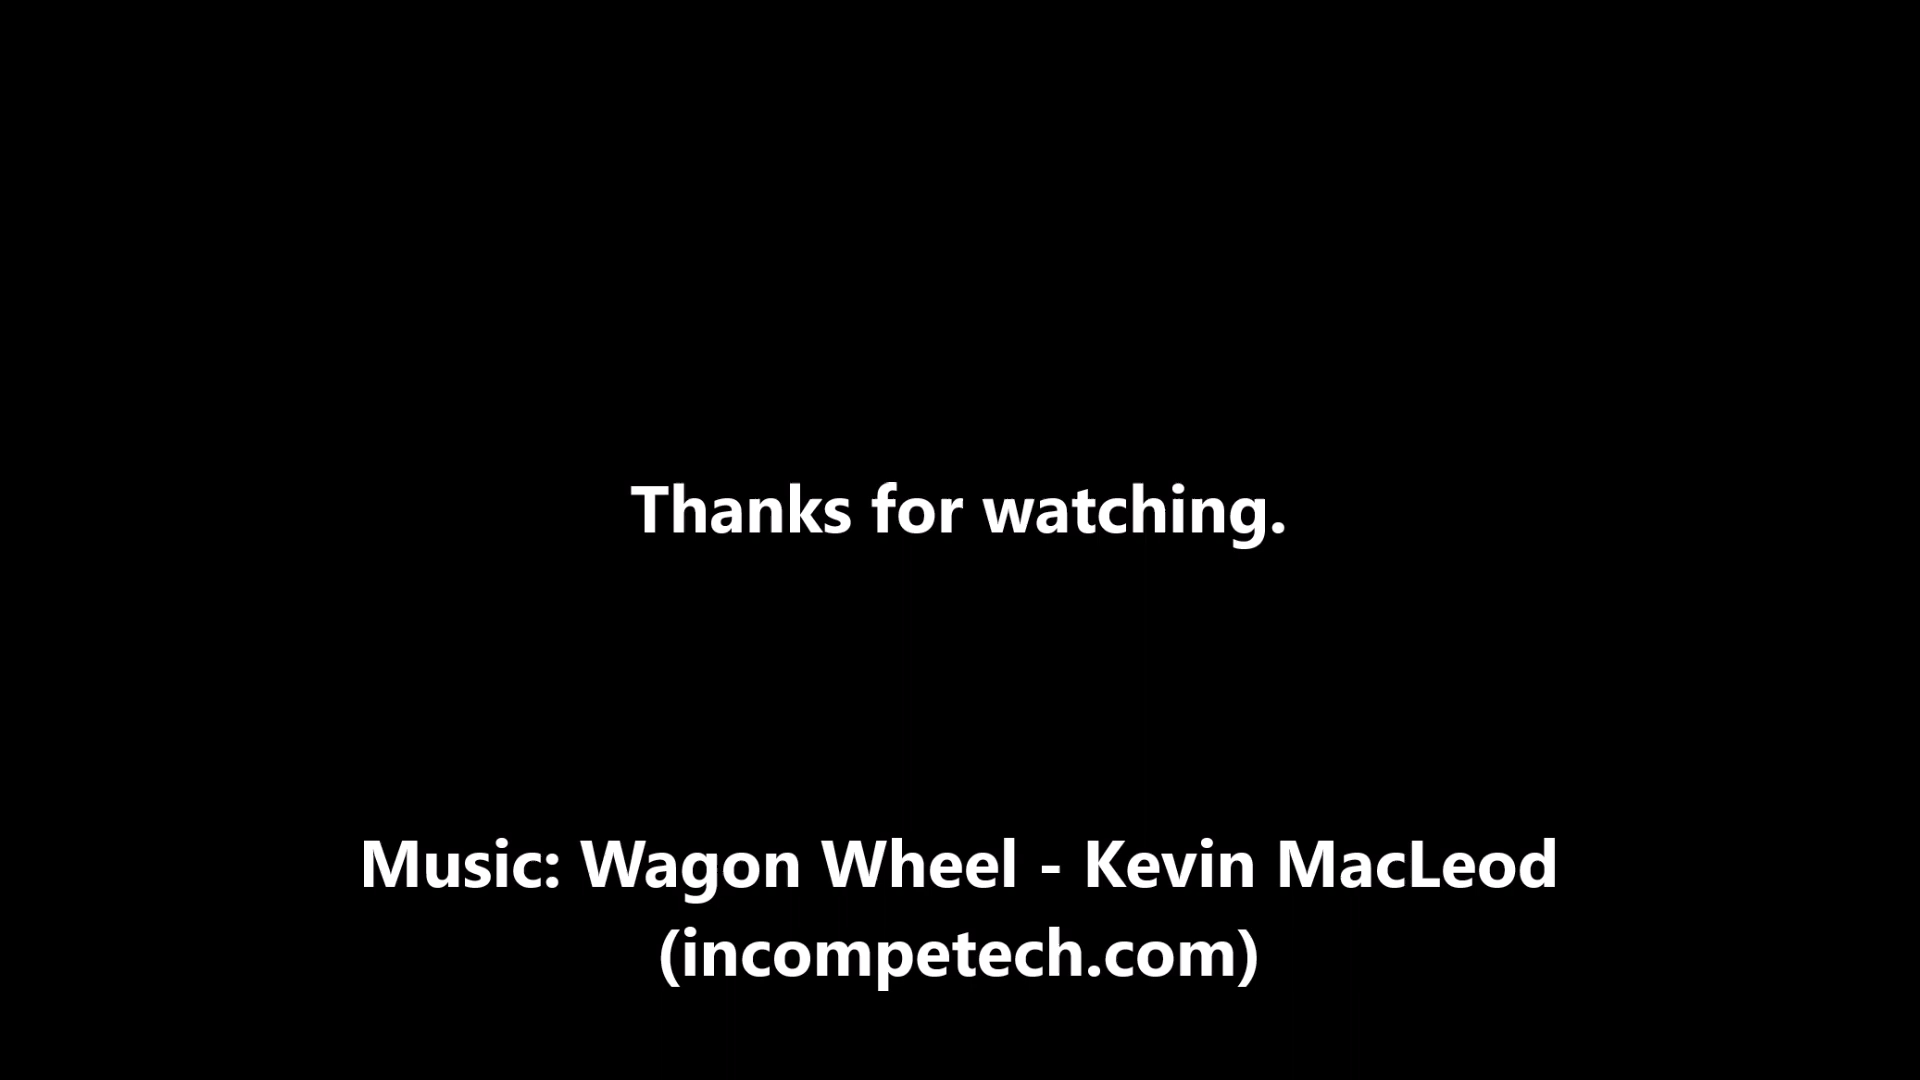 Thanks for watching.
Music: Wagon Wheel - Kevin MacLeod
(incompetech.com)